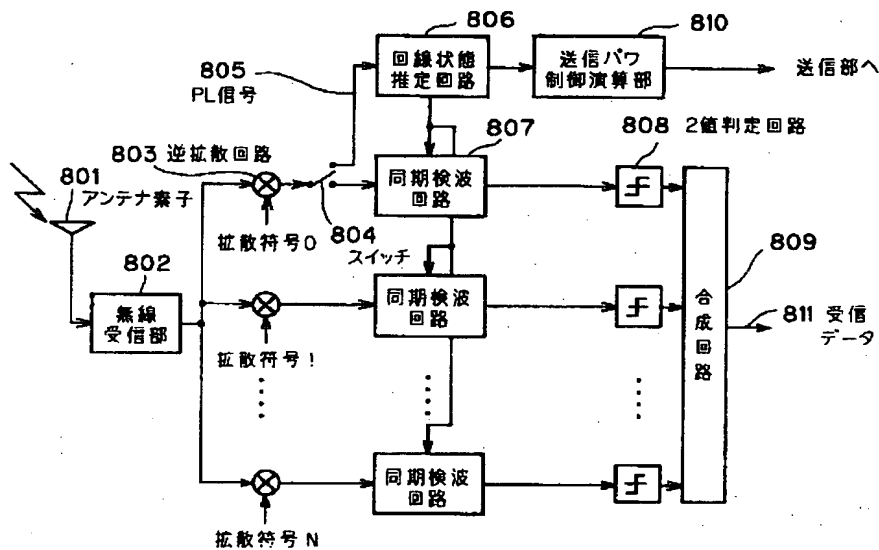 806
810
805
PL信号
回線状態
推定回路
送信パワ
制御演算部
送信部へ
807
803 逆拡散回路
808 2値判定回路
801
アンテナ素子
同期検波
回路
拡散符号0
804
スイッチ
809
802
無線
受信部
同期検波
回路
合成回路
811 受信
データ
拡散符号1
同期検波
回路
拡散符号N